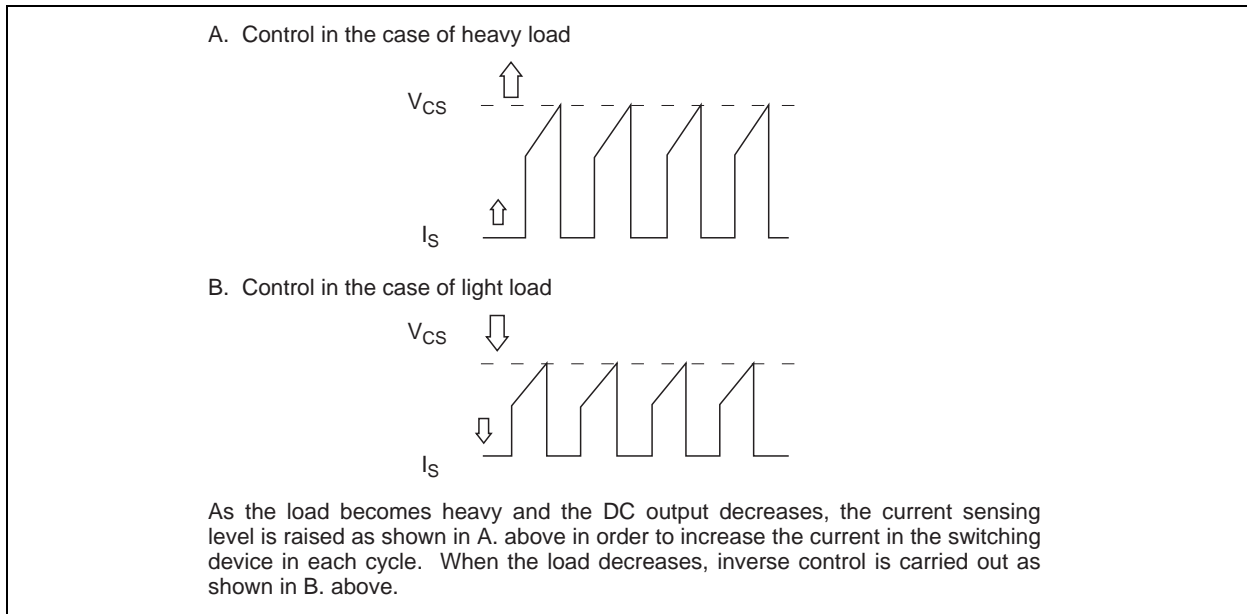 A. Control in the case of heavy load
VCS
IS
B. Control in the case of light load
VCS
IS
As the load becomes heavy and the DC output decreases, the current sensing
level is raised as shown in A. above in order to increase the current in the switching
device in each cycle. When the load decreases, inverse control is carried out as
shown in B. above.